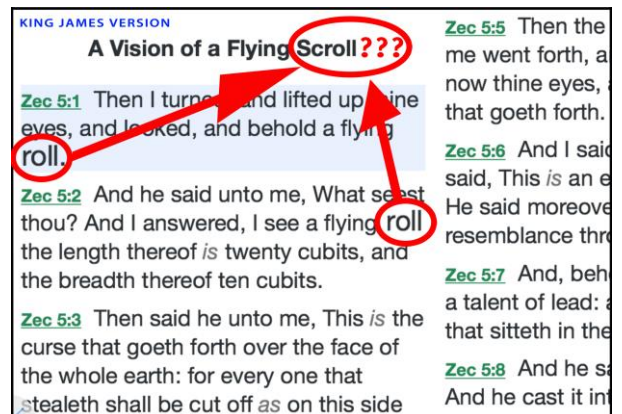 KING JAMES VERSION
A Vision of a Flying Scroll???
Zec 5:1 Then I turned and lifted up mine
eyes, and looked, and behold a flying
roll.
Zec 5:2 And he said unto me, What seest
thou? And I answered, I see a flying roll
the length thereof is twenty cubits, and
the breadth thereof ten cubits.
Zec 5:3 Then said he unto me, This is the
curse that goeth forth over the face of
the whole earth: for every one that
stealeth shall be cut off as on this side
Zec 5:5 Then the
me went forth, a
now thine eyes,
that goeth forth.
Zec 5:6 And I said
said, This is an e
He said moreove
resemblance thro
Zec 5:7 And, beh
a talent of lead: a
that sitteth in the
Zec 5:8 And he sa
And he cast it int